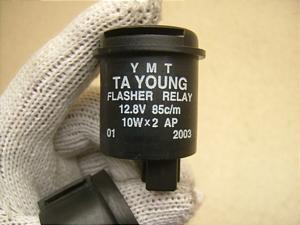 Y M T
TA YOUNG
FLASHER RELAY
12.8V 85c/m
10W×2 AP
01 2003